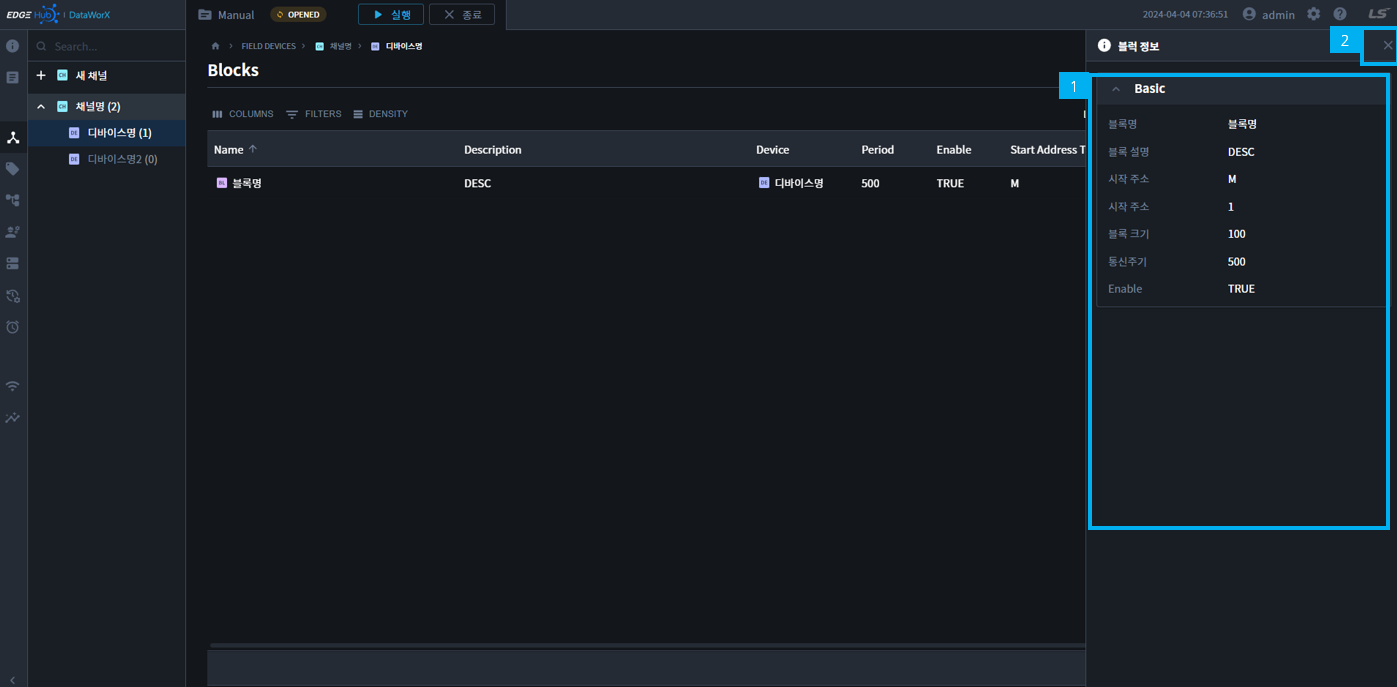 EDGE Hub | DataWorX
Manual
OPENED
실행
종료
2024-04-04 07:36:51
admin
LS
Search...
새 채널
채널명 (2)
디바이스명 (1)
디바이스명2 (0)
FIELD DEVICES
CH 채널명
DE 디바이스명
Blocks
COLUMNS
FILTERS
DENSITY
Name
Description
Device
Period
Enable
Start Address T
블록명
DESC
DE 디바이스명
500
TRUE
M
블럭 정보
2
1
Basic
블록명 블록명
블록 설명 DESC
시작 주소 M
시작 주소 1
블록 크기 100
통신주기 500
Enable TRUE